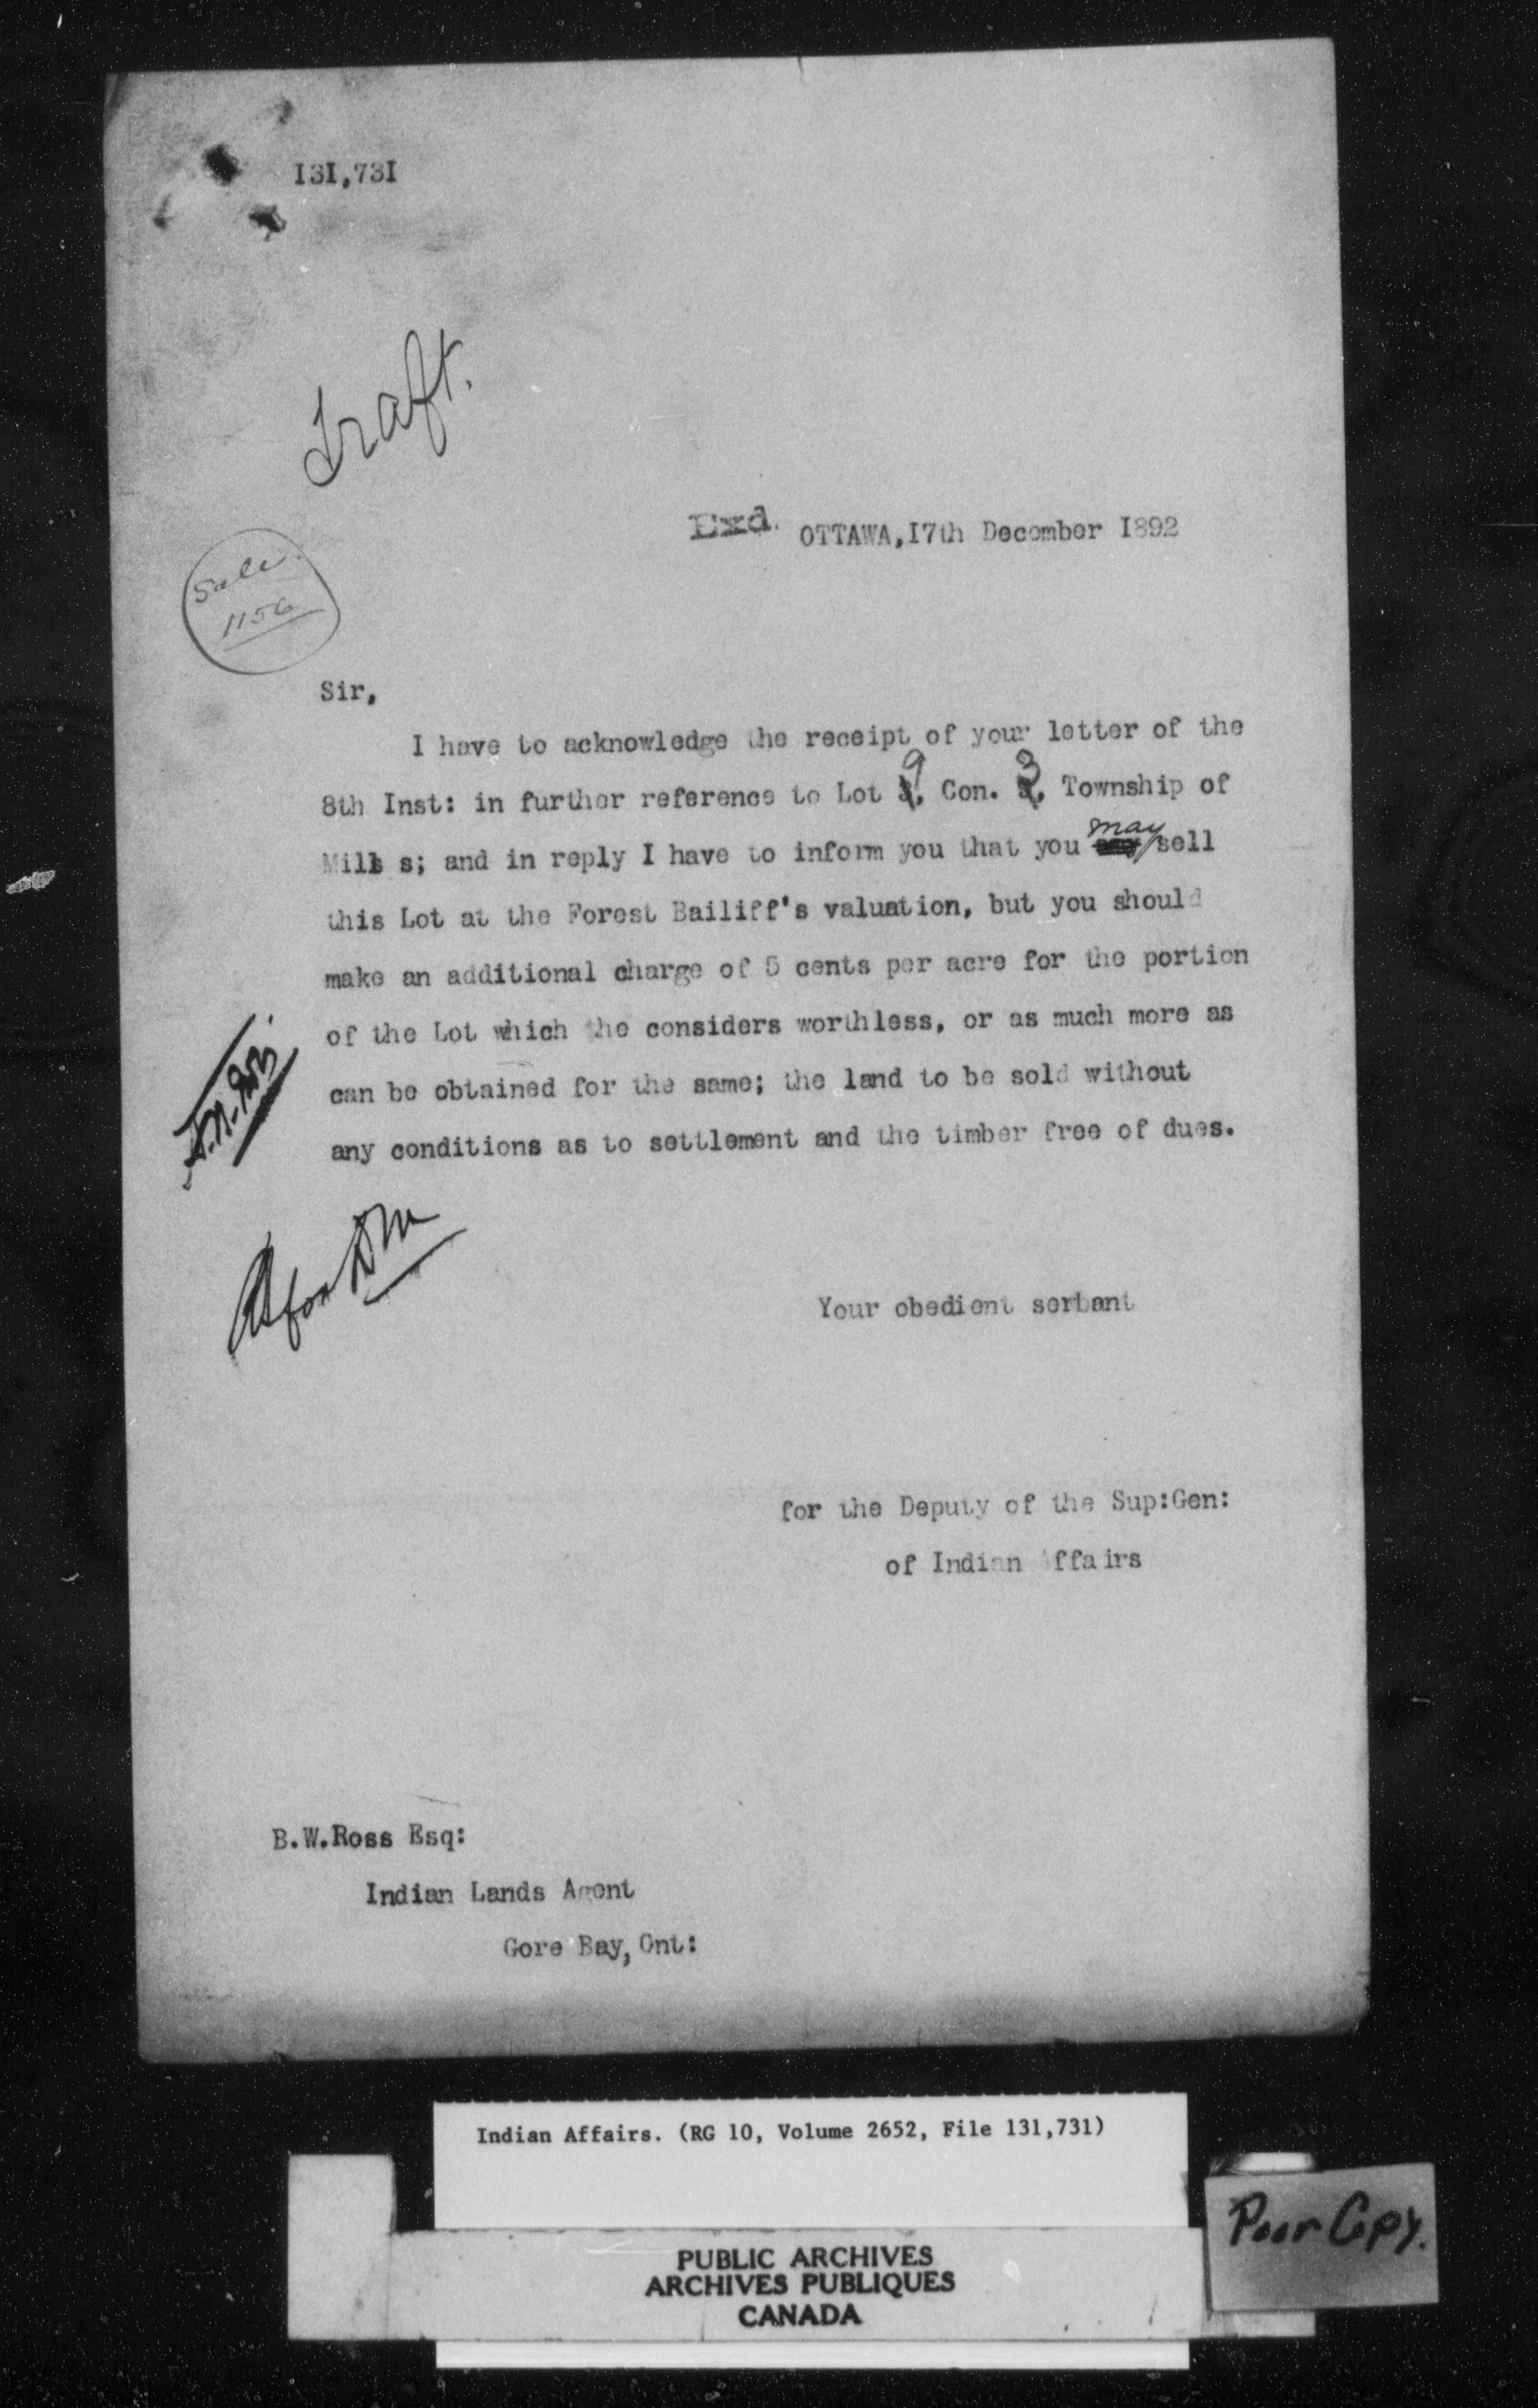 131,731
Draft.
Exd. OTTAWA, 17th December 1892
Sale
1156
Sir,
I have to acknowledge the receipt of your letter of the
8th Inst: in further reference to Lot 9, Con. 3, Township of
Mills; and in reply I have to inform you that you may sell
this Lot at the Forest Bailiff's valuation, but you should
make an additional charge of 5 cents per acre for the portion
of the Lot which he considers worthless, or as much more as
can be obtained for the same; the land to be sold without
any conditions as to settlement and the timber free of dues.
for DM
Your obedient serbant
for the Deputy of the Sup:Gen:
of Indian Affairs
B.W.Ross Esq:
Indian Lands Agent
Gore Bay, Ont:
Indian Affairs. (RG 10, Volume 2652, File 131,731)
Poor Copy.
PUBLIC ARCHIVES
ARCHIVES PUBLIQUES
CANADA